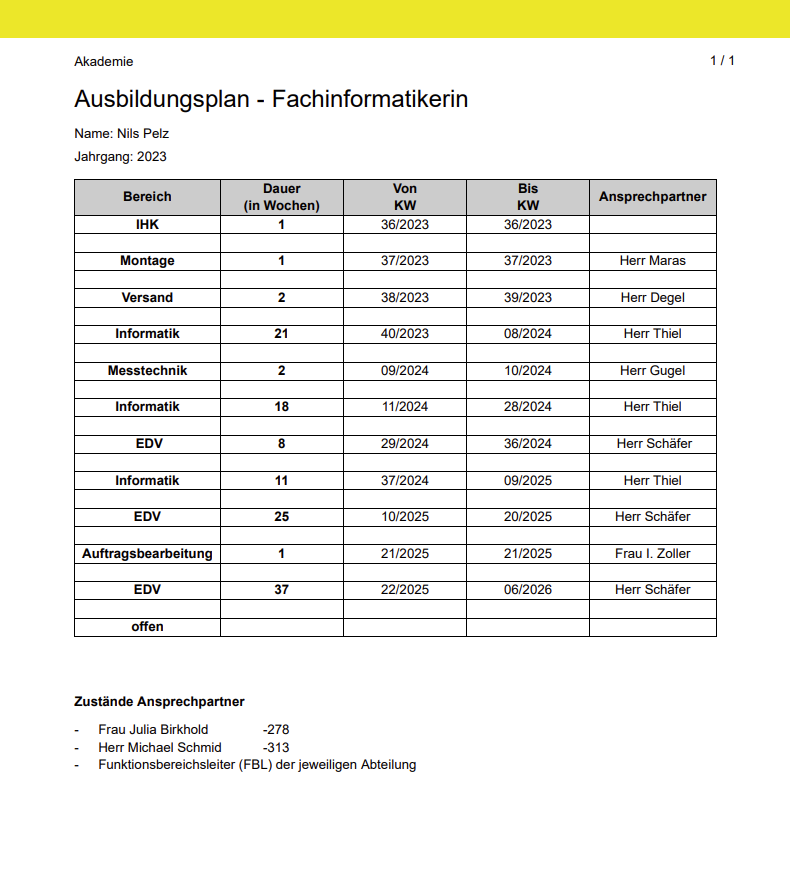 Akademie 1 / 1
Ausbildungsplan - Fachinformatikerin
Name: Nils Pelz
Jahrgang: 2023
Bereich Dauer (in Wochen) Von KW Bis KW Ansprechpartner
IHK 1 36/2023 36/2023
Montage 1 37/2023 37/2023 Herr Maras
Versand 2 38/2023 39/2023 Herr Degel
Informatik 21 40/2023 08/2024 Herr Thiel
Messtechnik 2 09/2024 10/2024 Herr Gugel
Informatik 18 11/2024 28/2024 Herr Thiel
EDV 8 29/2024 36/2024 Herr Schäfer
Informatik 11 37/2024 09/2025 Herr Thiel
EDV 25 10/2025 20/2025 Herr Schäfer
Auftragsbearbeitung 1 21/2025 21/2025 Frau I. Zoller
EDV 37 22/2025 06/2026 Herr Schäfer
offen
Zustände Ansprechpartner
- Frau Julia Birkhold -278
- Herr Michael Schmid -313
- Funktionsbereichsleiter (FBL) der jeweiligen Abteilung